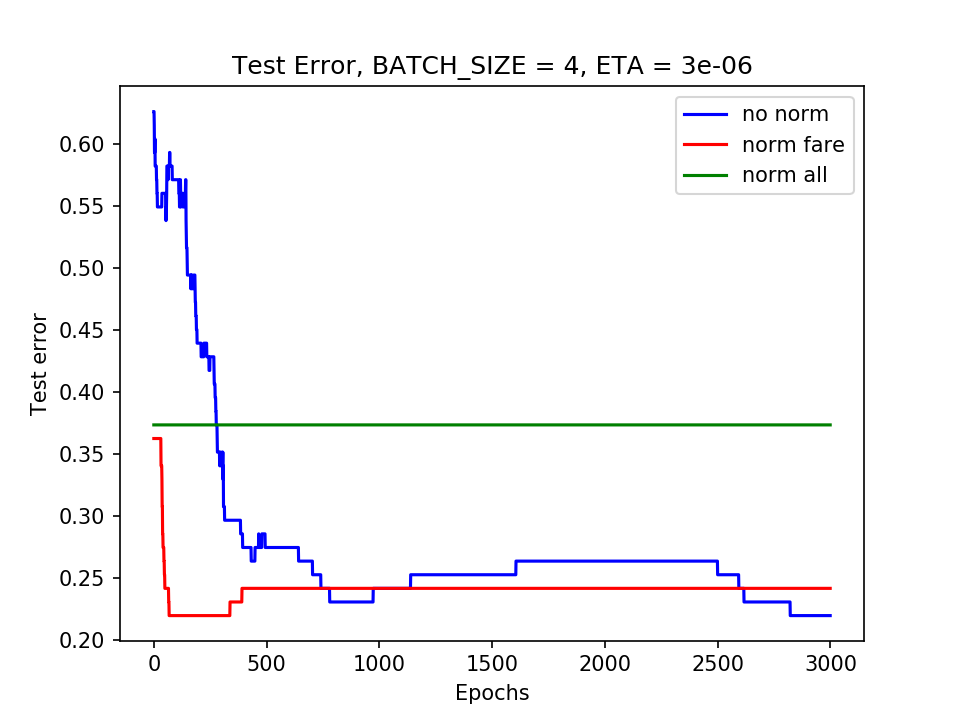 Test Error, BATCH_SIZE = 4, ETA = 3e-06
no norm
norm fare
norm all
Test error
0.60
0.55
0.50
0.45
0.40
0.35
0.30
0.25
0.20
0
500
1000
1500
2000
2500
3000
Epochs